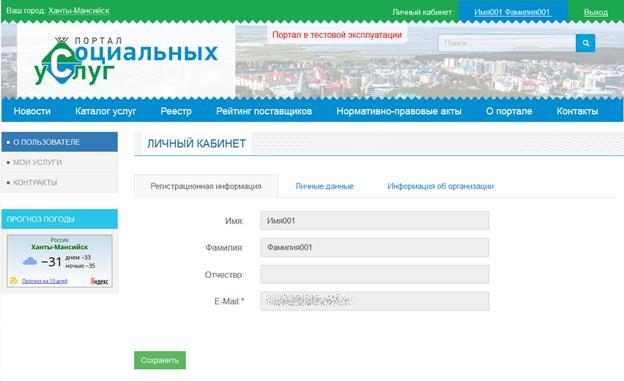 Ваш город: Ханты-Мансийск
Личный кабинет: Имя001 Фамилия001 Выход
ПОРТАЛ
Социальных
услуг
Портал в тестовой эксплуатации
Поиск...
Новости Каталог услуг Реестр Рейтинг поставщиков Нормативно-правовые акты О портале Контакты
О ПОЛЬЗОВАТЕЛЕ
МОИ УСЛУГИ
КОНТРАКТЫ
ПРОГНОЗ ПОГОДЫ
Россия
Ханты-Мансийск
−31 днем −33
ночью −35
Прогноз на 10 дней Яндекс
ЛИЧНЫЙ КАБИНЕТ
Регистрационная информация Личные данные Информация об организации
Имя: Имя001
Фамилия: Фамилия001
Отчество:
E-Mail:*
Сохранить